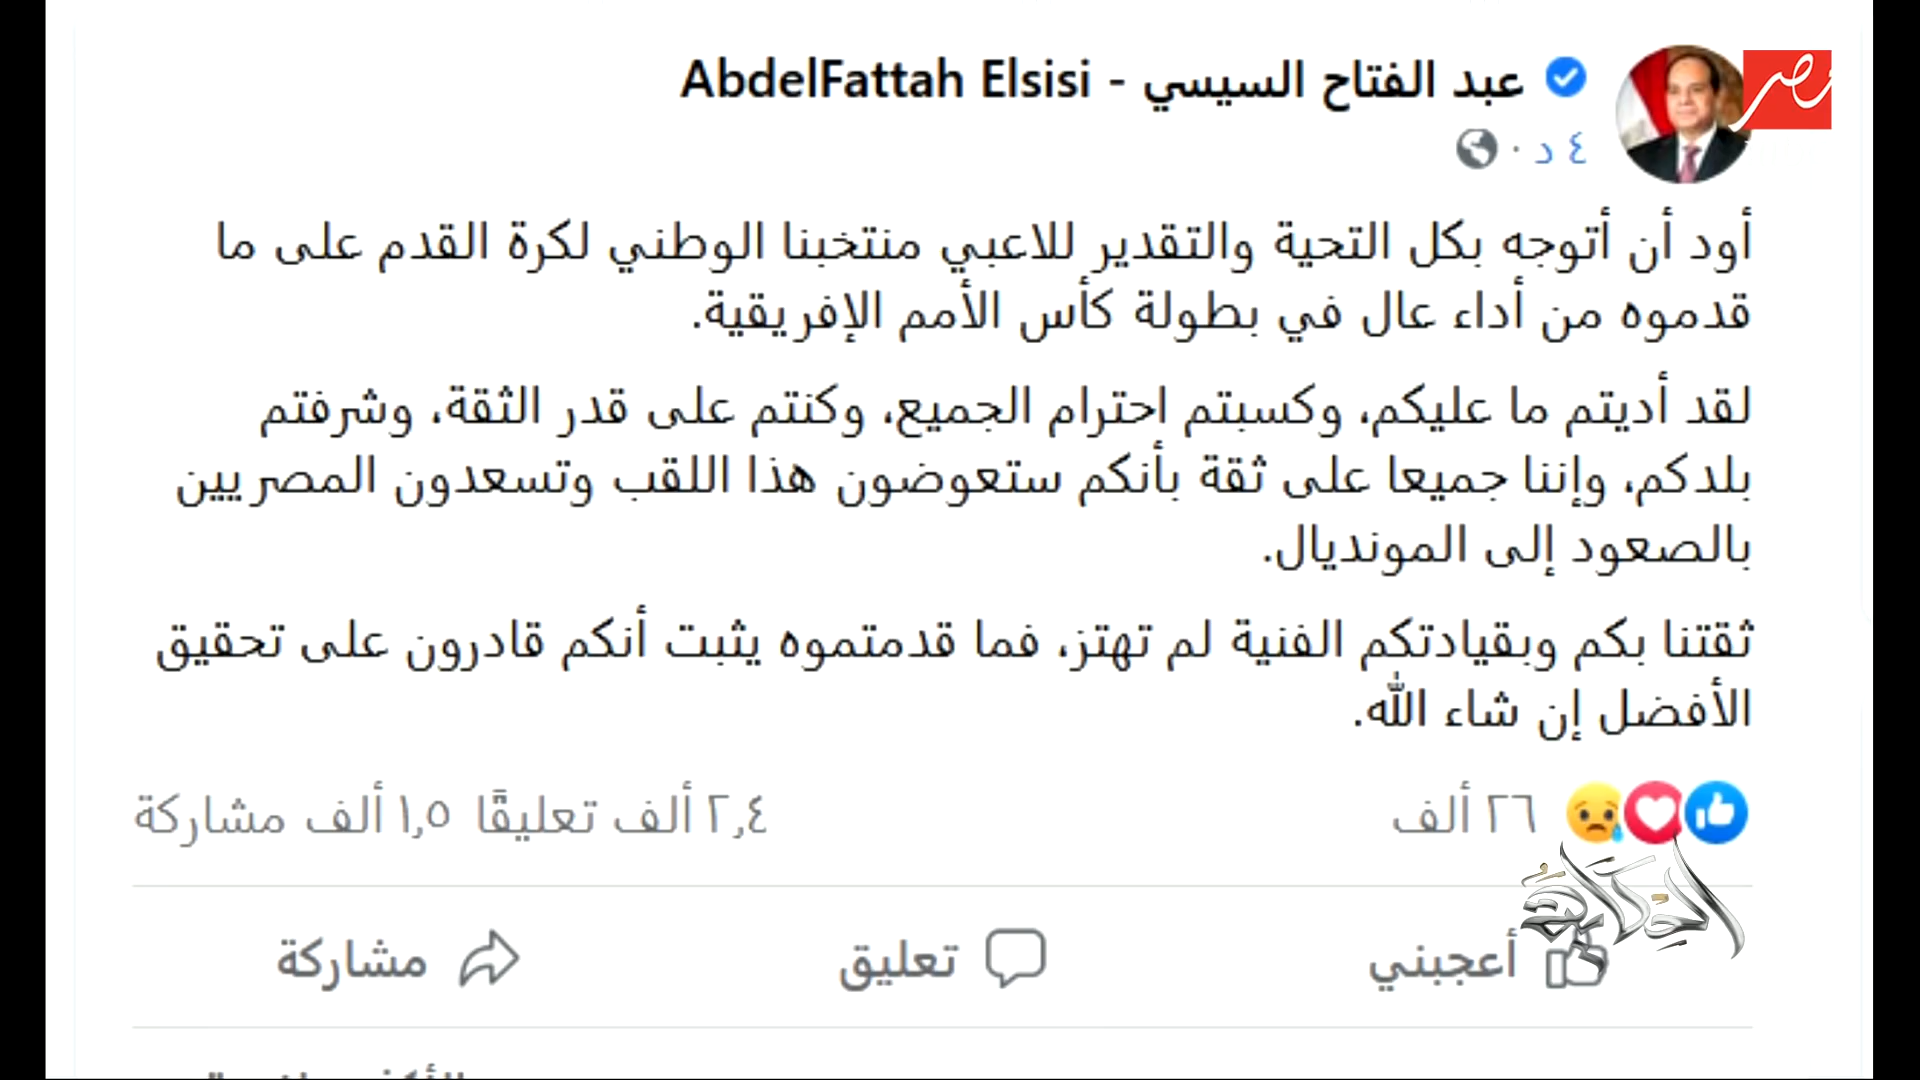 عبد الفتاح السيسي - AbdelFattah Elsisi
مصر
٤ د ·
أود أن أتوجه بكل التحية والتقدير للاعبي منتخبنا الوطني لكرة القدم على ما
قدموه من أداء عال في بطولة كأس الأمم الإفريقية.
لقد أديتم ما عليكم، وكسبتم احترام الجميع، وكنتم على قدر الثقة، وشرفتم
بلدكم، وإننا جميعا على ثقة بأنكم ستعوضون هذا اللقب وتسعدون المصريين
بالصعود إلى المونديال.
ثقتنا بكم وبقيادتكم الفنية لم تهتز، فما قدمتموه يثبت أنكم قادرون على تحقيق
الأفضل إن شاء الله.
٢٦ ألف
٢,٤ ألف تعليقًا ١,٥ ألف مشاركة
الحكاية
أعجبني
تعليق
مشاركة